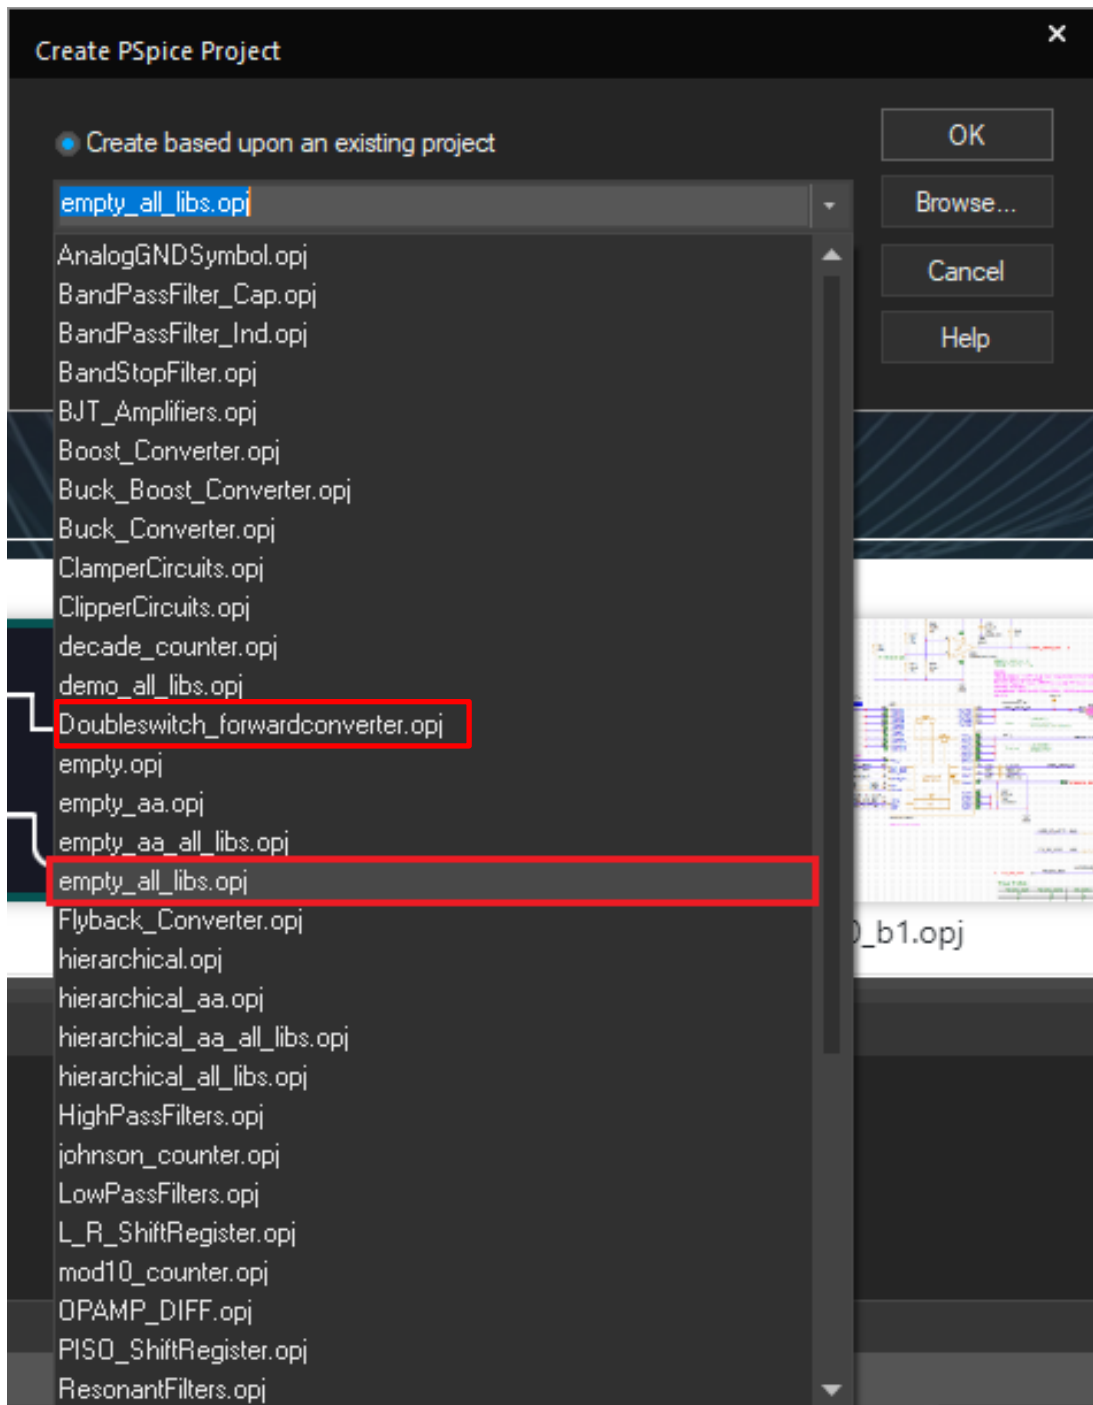 Create PSpice Project
Create based upon an existing project
OK
empty_all_libs.opj
Browse...
Cancel
Help
AnalogGNDSymbol.opj
BandPassFilter_Cap.opj
BandPassFilter_Ind.opj
BandStopFilter.opj
BJT_Amplifiers.opj
Boost_Converter.opj
Buck_Boost_Converter.opj
Buck_Converter.opj
ClamperCircuits.opj
ClipperCircuits.opj
decade_counter.opj
demo_all_libs.opj
Doubleswitch_forwardconverter.opj
empty.opj
empty_aa.opj
empty_aa_all_libs.opj
empty_all_libs.opj
Flyback_Converter.opj
hierarchical.opj
hierarchical_aa.opj
hierarchical_aa_all_libs.opj
hierarchical_all_libs.opj
HighPassFilters.opj
johnson_counter.opj
LowPassFilters.opj
L_R_ShiftRegister.opj
mod10_counter.opj
OPAMP_DIFF.opj
PISO_ShiftRegister.opj
ResonantFilters.opj
_b1.opj